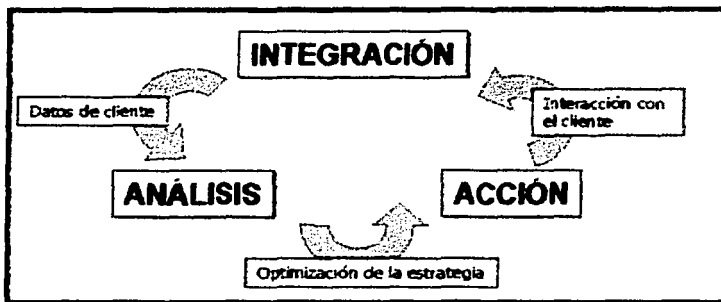 INTEGRACIÓN
Datos de cliente
Interacción con
el cliente
ANÁLISIS
ACCIÓN
Optimización de la estrategia